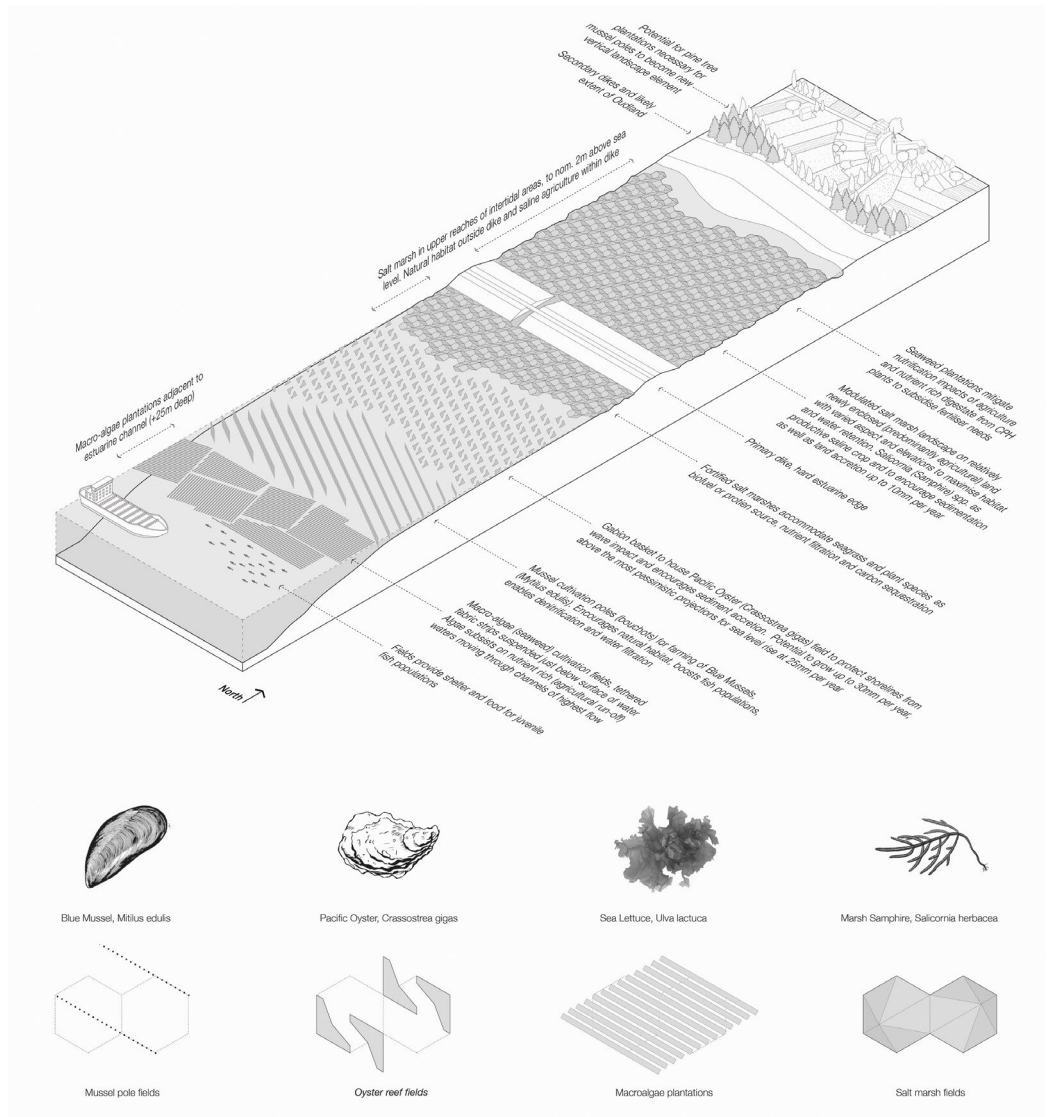 Potential for pine tree
plantations necessary for
mussel poles to become new
vertical landscape element
Secondary dikes and likely
extent of Oudland
Salt marsh in upper reaches of intertidal areas, to nom. 2m above sea
level. Natural habitat outside dike and saline agriculture within dike
Macro-algae plantations adjacent to
estuarine channel (+25m deep)
Seaweed plantations mitigate
nutrification impacts of agriculture
and nutrient rich digestate from CPH
plants to subsidise fertiliser needs
Modulated salt marsh landscape on relatively
newly enclosed (predominantly agricultural) land
with varied aspect and elevations to maximise habitat
and water retention. Salicornia (Samphire) spp. as
productive saline crop and to encourage sedimentation
as well as land accretion up to 10mm per year
Primary dike, hard estuarine edge
Fortified salt marshes accommodate seagrass and plant species as
biofuel or protien source, nutrient filtration and carbon sequestration
Gabion basket to house Pacific Oyster (Crassostrea gigas) field to protect shorelines from
wave impact and encourages sediment accretion. Potential to grow up to 30mm per year,
above the most pessimistic projections for sea level rise at 25mm per year
Mussel cultivation poles (bouchots) for farming of Blue Mussels,
(Mytilus edulis). Encourages natural habitat, boosts fish populations,
enables denitrification and water filtration
Macro-algae (seaweed) cultivation fields, tethered
fabric strips suspended just below surface of water
Algae subsists on nutrient rich (agricultural run-off)
waters moving through channels of highest flow
Fields provide shelter and food for juvenile
fish populations
North
Blue Mussel, Mitilus edulis
Pacific Oyster, Crassostrea gigas
Sea Lettuce, Ulva lactuca
Marsh Samphire, Salicornia herbacea
Mussel pole fields
Oyster reef fields
Macroalgae plantations
Salt marsh fields